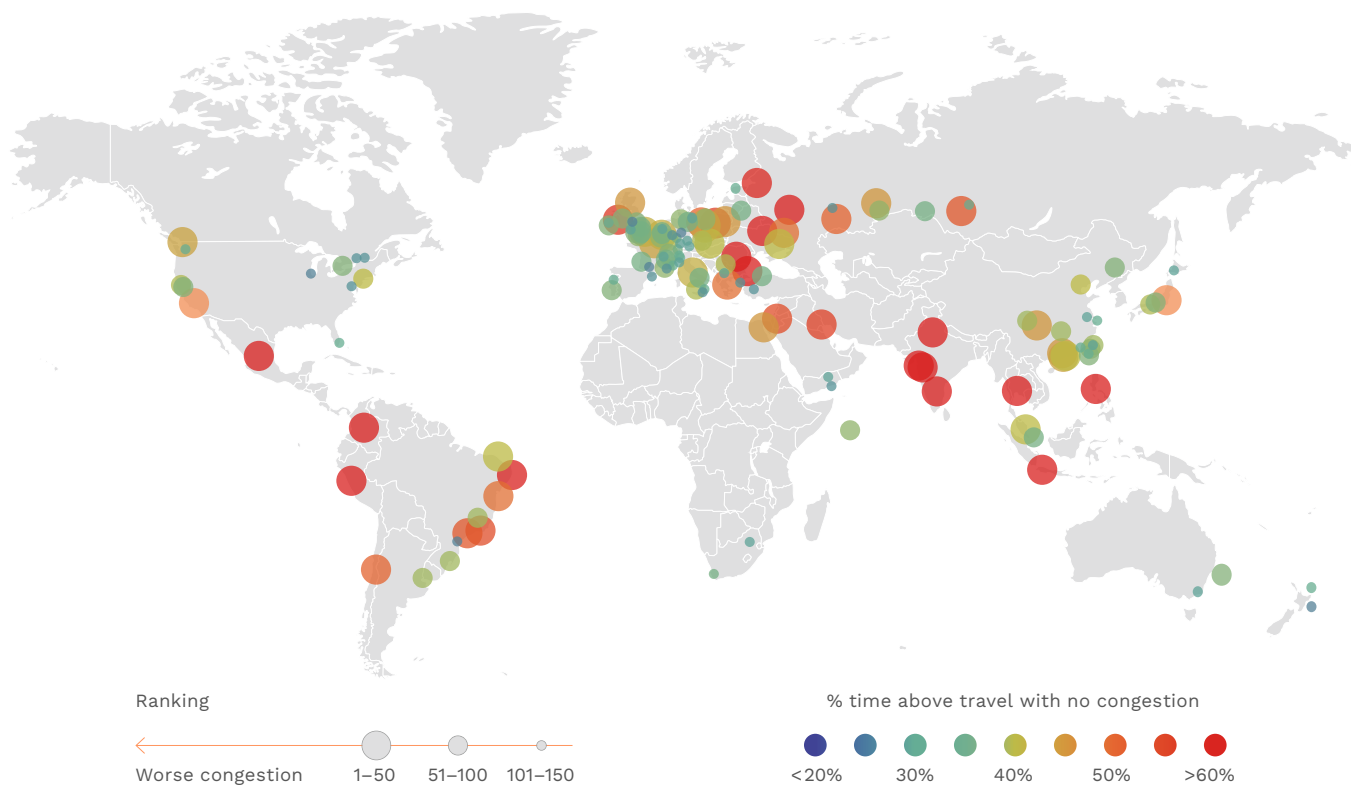 Ranking
Worse congestion
1–50
51–100
101–150
% time above travel with no congestion
<20%
30%
40%
50%
>60%